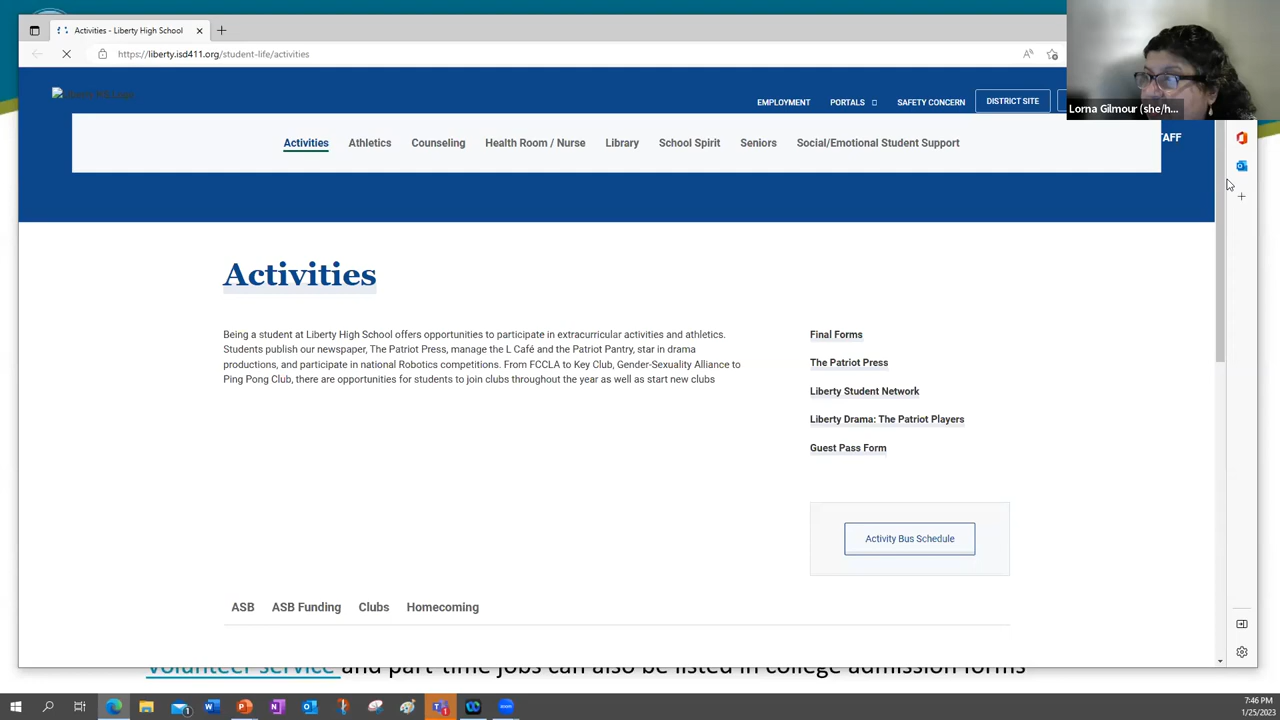 Activities - Liberty High School
https://liberty.isd411.org/student-life/activities
EMPLOYMENT PORTALS SAFETY CONCERN DISTRICT SITE
Lorna Gilmour (she/h...
AFF
Activities Athletics Counseling Health Room / Nurse Library School Spirit Seniors Social/Emotional Student Support
Activities
Being a student at Liberty High School offers opportunities to participate in extracurricular activities and athletics.
Students publish our newspaper, The Patriot Press, manage the L Café and the Patriot Pantry, star in drama
productions, and participate in national Robotics competitions. From FCCLA to Key Club, Gender-Sexuality Alliance to
Ping Pong Club, there are opportunities for students to join clubs throughout the year as well as start new clubs
Final Forms
The Patriot Press
Liberty Student Network
Liberty Drama: The Patriot Players
Guest Pass Form
Activity Bus Schedule
ASB ASB Funding Clubs Homecoming
volunteer service and part-time jobs can also be listed in college admission forms
7:46 PM
1/25/2023